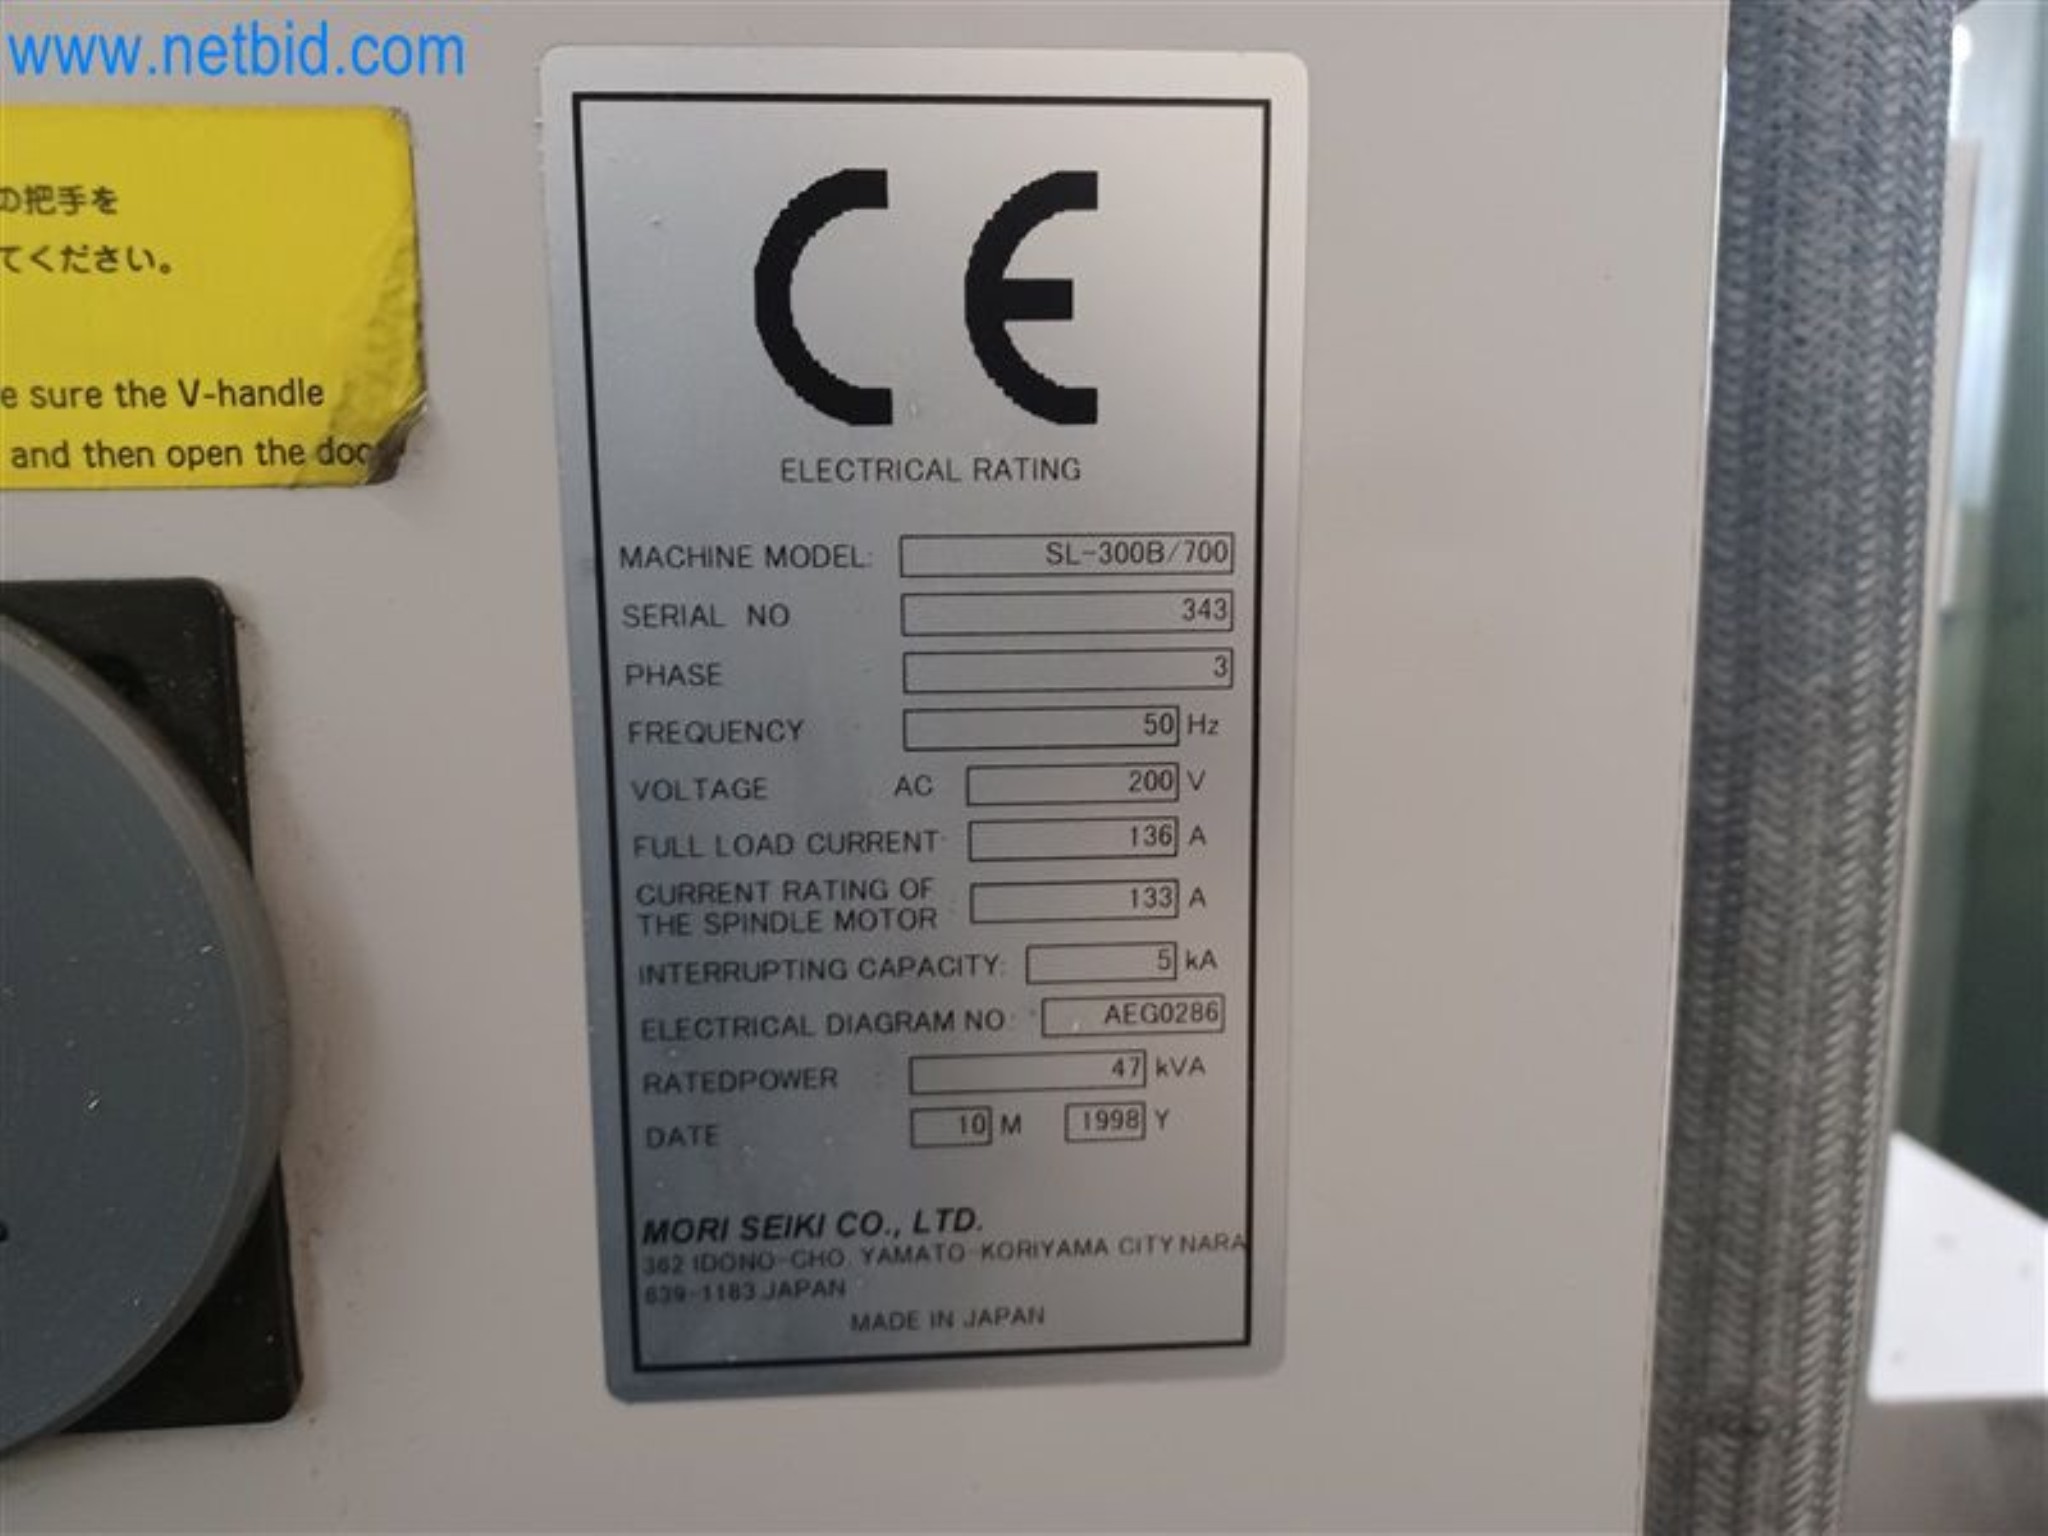 www.netbid.com
の把手を
てください。
e sure the V-handle
and then open the doo
CE
ELECTRICAL RATING
MACHINE MODEL: SL-300B/700
SERIAL NO 343
PHASE 3
FREQUENCY 50 Hz
VOLTAGE AC 200 V
FULL LOAD CURRENT 136 A
CURRENT RATING OF
THE SPINDLE MOTOR 133 A
INTERRUPTING CAPACITY: 5 kA
ELECTRICAL DIAGRAM NO : AEG0286
RATEDPOWER : 47 kVA
DATE 10 M 1998 Y
MORI SEIKI CO., LTD.
362 IDONO-CHO. YAMATO-KORIYAMA CITY NARA
639-1183 JAPAN
MADE IN JAPAN